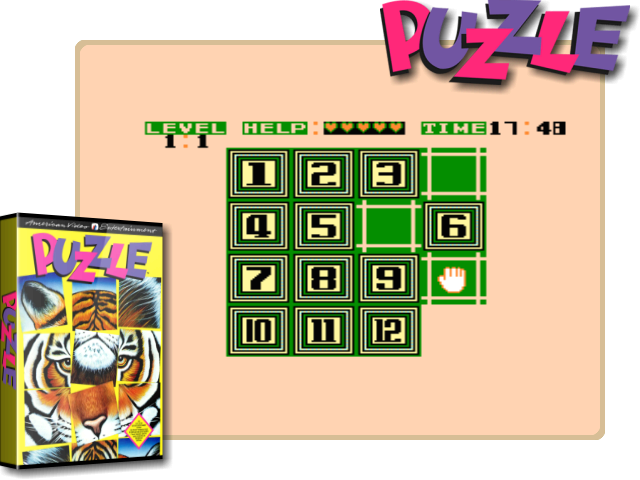 PUZZLE
LEVEL HELP: TIME17:48
1:1
1 2 3
4 5 6
7 8 9
10 11 12
American Video Entertainment
PUZZLE
PUZZLE